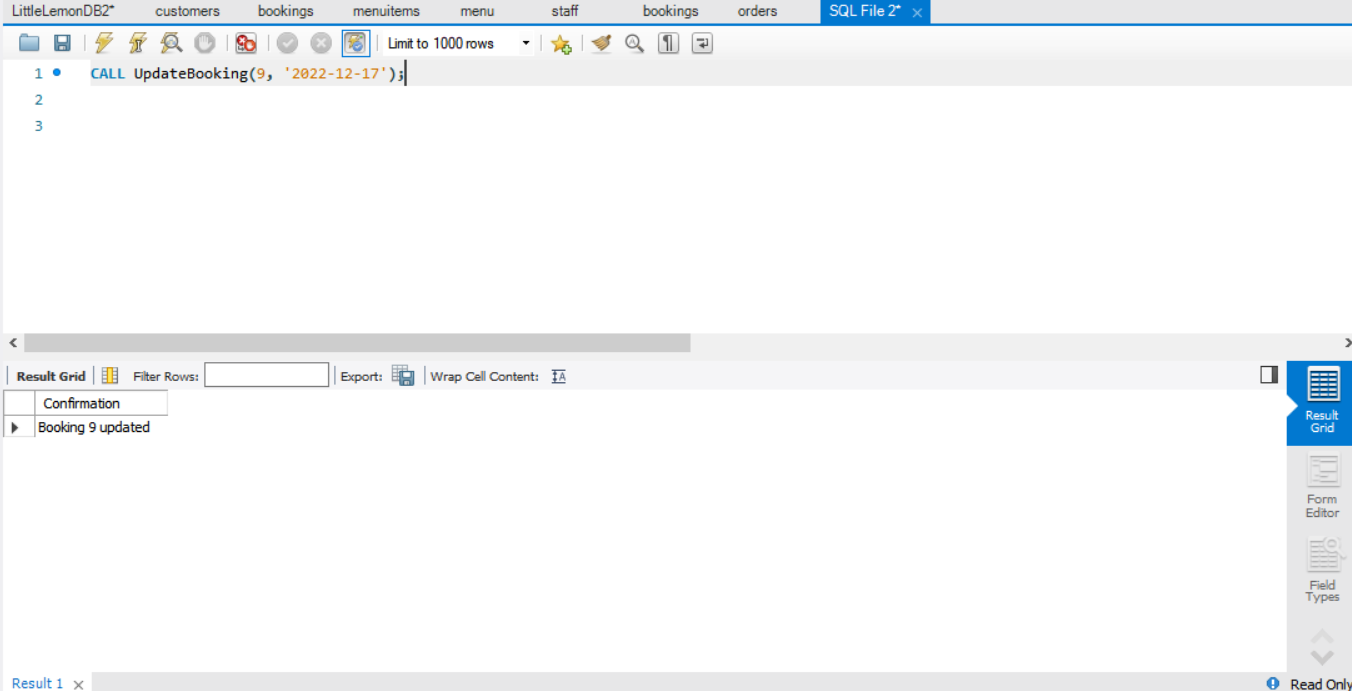 LittleLemonDB2* customers bookings menuitems menu staff bookings orders SQL File 2*
Limit to 1000 rows
1 CALL UpdateBooking(9, '2022-12-17');
2
3
Result Grid Filter Rows: Export: Wrap Cell Content:
Confirmation
Booking 9 updated
Result
Grid
Form
Editor
Field
Types
Result 1 Read Only